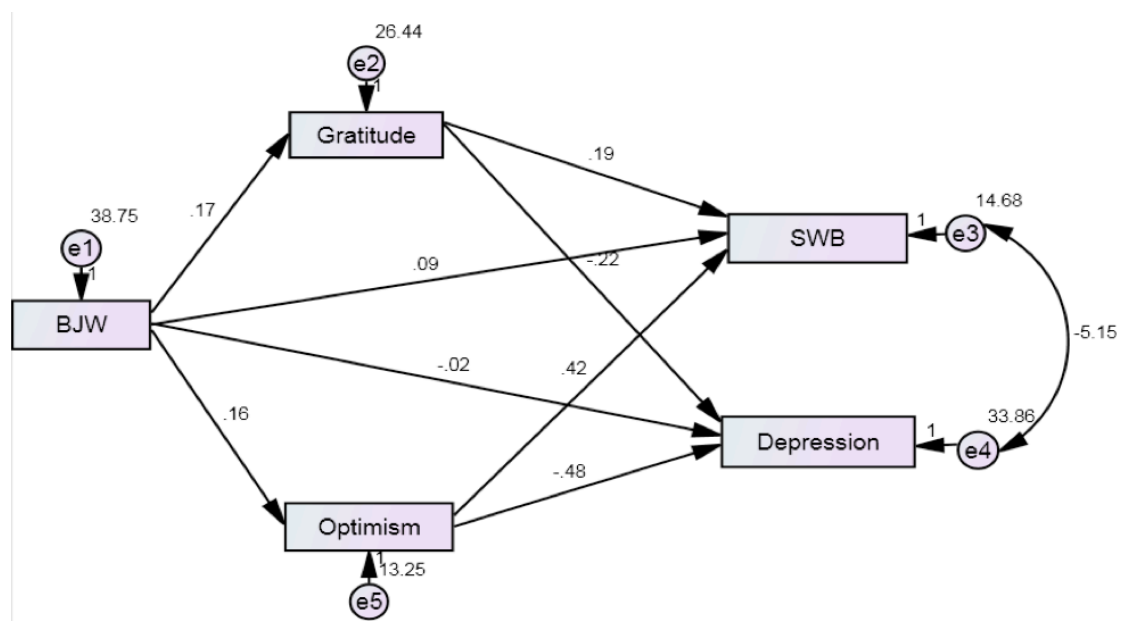 26.44
e2
1
Gratitude
.19
.17
38.75
e1
1
BJW
14.68
1
e3
SWB
.09
-.22
-5.15
-.02
.42
.16
33.86
1
e4
Depression
-.48
Optimism
1
13.25
e5